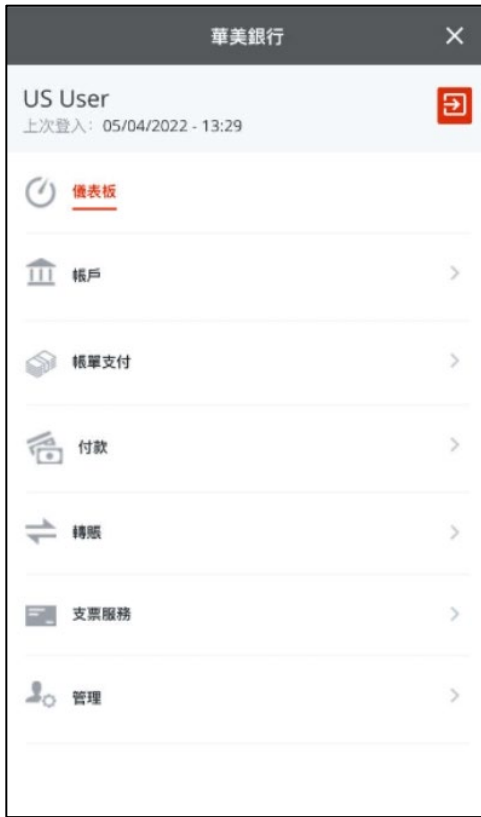 華美銀行
US User
上次登入: 05/04/2022 - 13:29
儀表板
帳戶
帳單支付
付款
轉賬
支票服務
管理